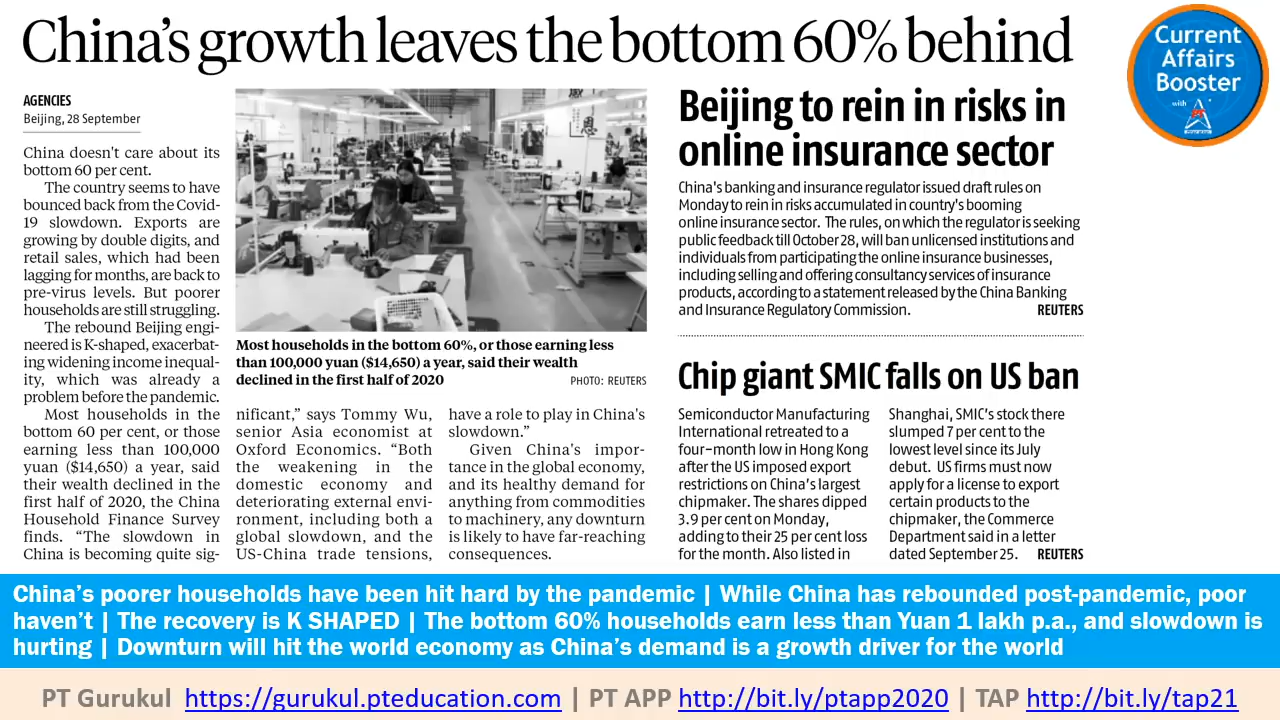 China's growth leaves the bottom 60% behind
Current
Affairs
Booster
with
AGENCIES
Beijing, 28 September
China doesn't care about its
bottom 60 per cent.
The country seems to have
bounced back from the Covid-
19 slowdown. Exports are
growing by double digits, and
retail sales, which had been
lagging for months, are back to
pre-virus levels. But poorer
households are still struggling.
The rebound Beijing engi-
neered is K-shaped, exacerbat-
ing widening income inequal-
ity, which was already a
problem before the pandemic.
Most households in the
bottom 60 per cent, or those
earning less than 100,000
yuan ($14,650) a year, said
their wealth declined in the
first half of 2020, the China
Household Finance Survey
finds. “The slowdown in
China is becoming quite sig-
Most households in the bottom 60%, or those earning less
than 100,000 yuan ($14,650) a year, said their wealth
declined in the first half of 2020 PHOTO: REUTERS
nificant,” says Tommy Wu,
senior Asia economist at
Oxford Economics. “Both
the weakening in the
domestic economy and
deteriorating external envi-
ronment, including both a
global slowdown, and the
US-China trade tensions,
have a role to play in China's
slowdown.”
Given China's impor-
tance in the global economy,
and its healthy demand for
anything from commodities
to machinery, any downturn
is likely to have far-reaching
consequences.
Beijing to rein in risks in
online insurance sector
China's banking and insurance regulator issued draft rules on
Monday to rein in risks accumulated in country's booming
online insurance sector. The rules, on which the regulator is seeking
public feedback till October 28, will ban unlicensed institutions and
individuals from participating the online insurance businesses,
including selling and offering consultancy services of insurance
products, according to a statement released by the China Banking
and Insurance Regulatory Commission. REUTERS
Chip giant SMIC falls on US ban
Semiconductor Manufacturing
International retreated to a
four-month low in Hong Kong
after the US imposed export
restrictions on China's largest
chipmaker. The shares dipped
3.9 per cent on Monday,
adding to their 25 per cent loss
for the month. Also listed in
Shanghai, SMIC's stock there
slumped 7 per cent to the
lowest level since its July
debut. US firms must now
apply for a license to export
certain products to the
chipmaker, the Commerce
Department said in a letter
dated September 25. REUTERS
China’s poorer households have been hit hard by the pandemic | While China has rebounded post-pandemic, poor
haven’t | The recovery is K SHAPED | The bottom 60% households earn less than Yuan 1 lakh p.a., and slowdown is
hurting | Downturn will hit the world economy as China’s demand is a growth driver for the world
PT Gurukul https://gurukul.pteducation.com | PT APP http://bit.ly/ptapp2020 | TAP http://bit.ly/tap21